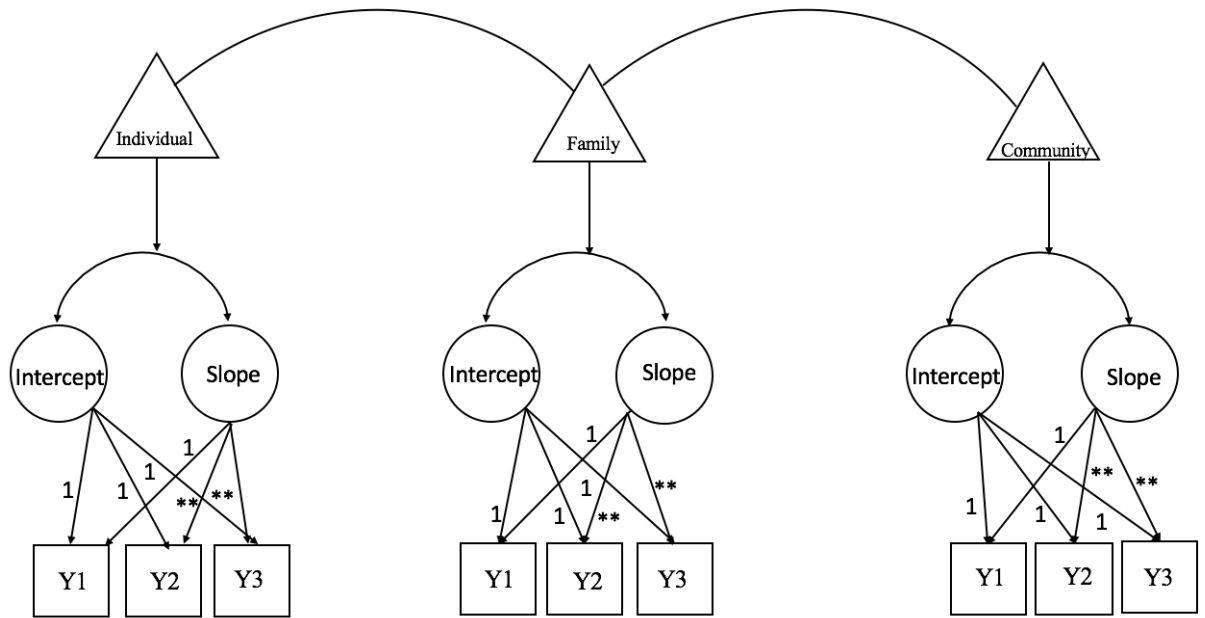 Individual
Family
Community
Intercept
Slope
Intercept
Slope
Intercept
Slope
1
1
1
1
**
**
1
1
1
1
**
**
1
1
1
1
**
**
Y1
Y2
Y3
Y1
Y2
Y3
Y1
Y2
Y3